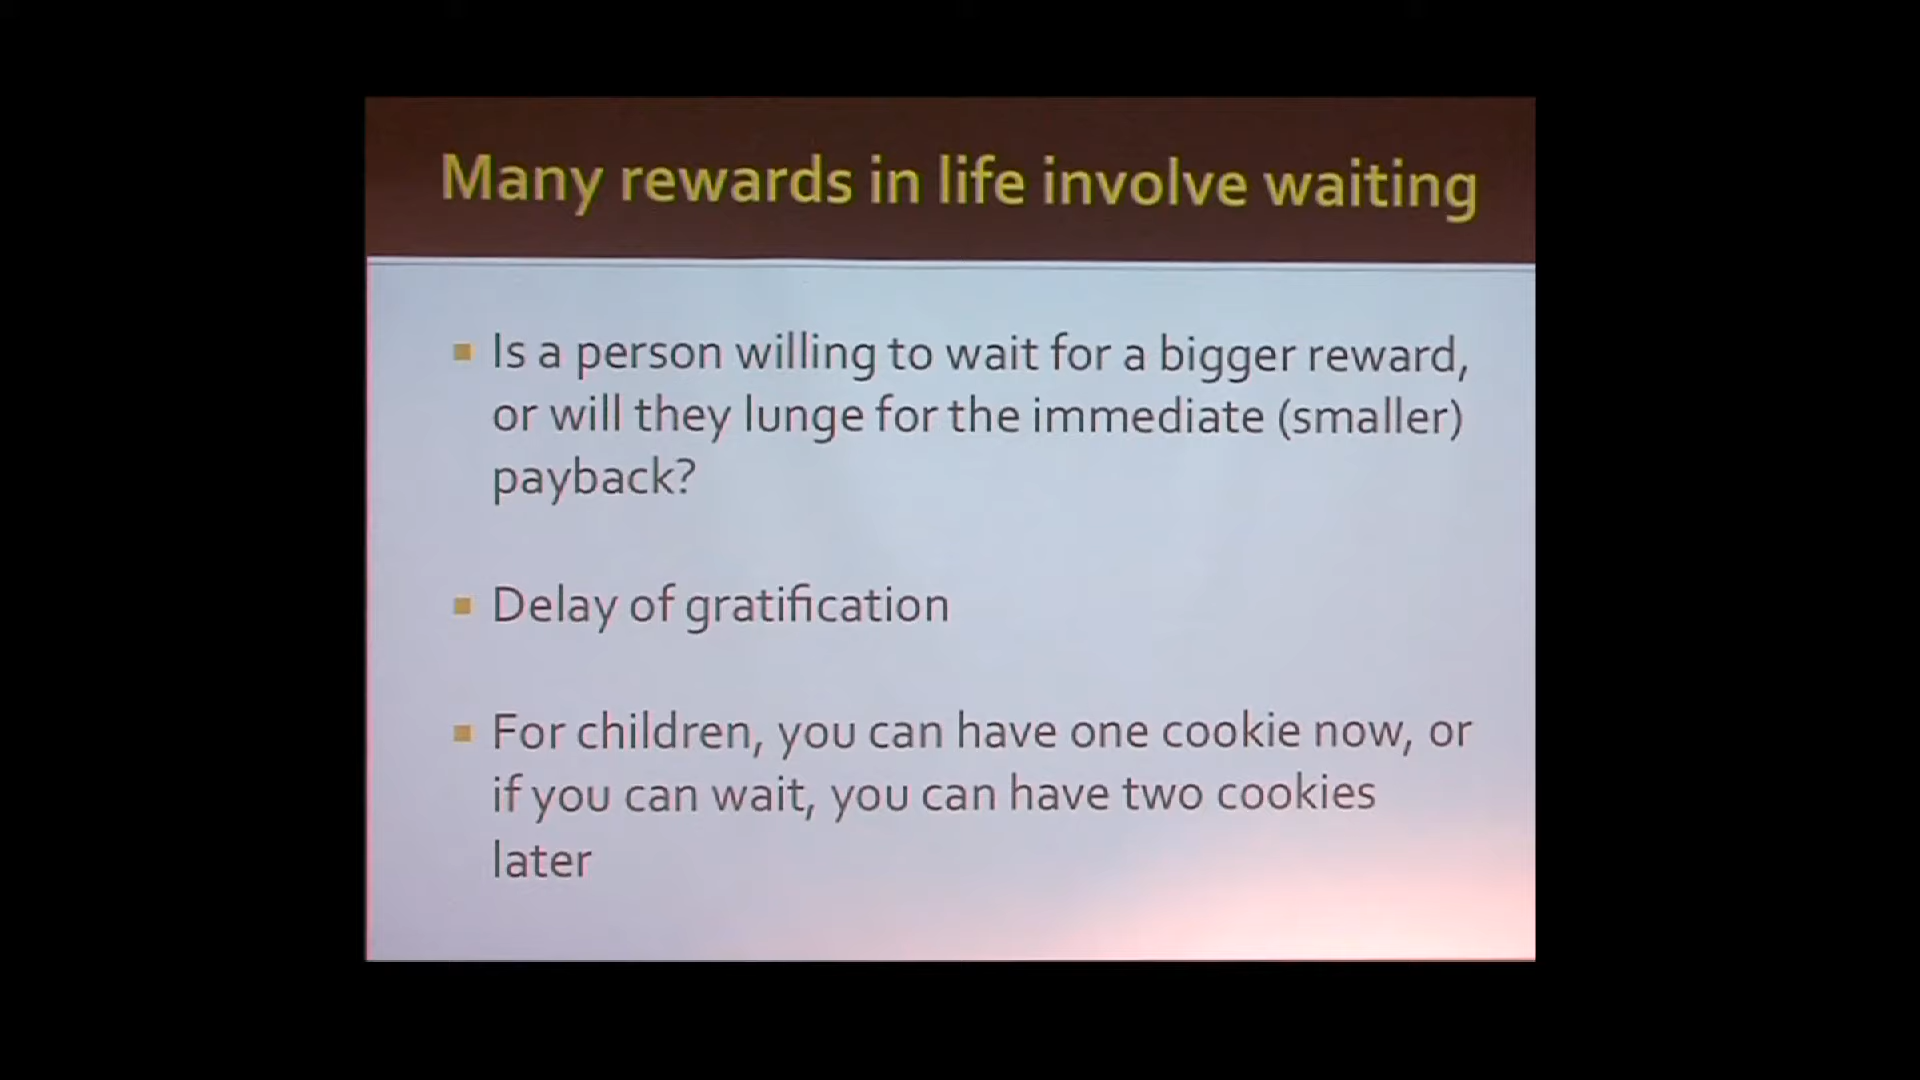 Many rewards in life involve waiting
Is a person willing to wait for a bigger reward,
or will they lunge for the immediate (smaller)
payback?
Delay of gratification
For children, you can have one cookie now, or
if you can wait, you can have two cookies
later